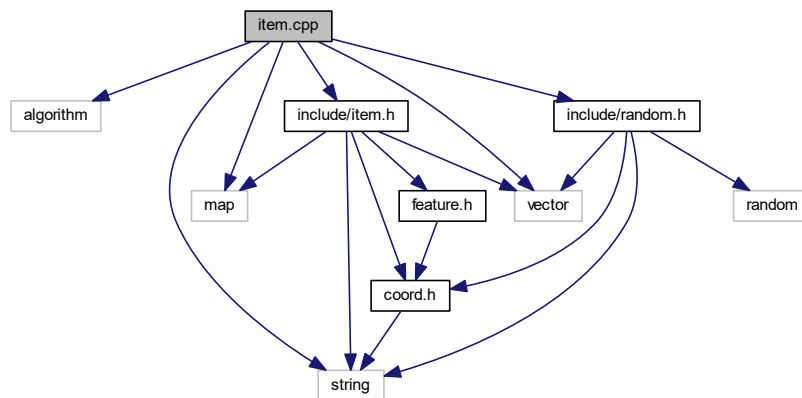 item.cpp
algorithm
include/item.h
include/random.h
map
feature.h
vector
random
coord.h
string